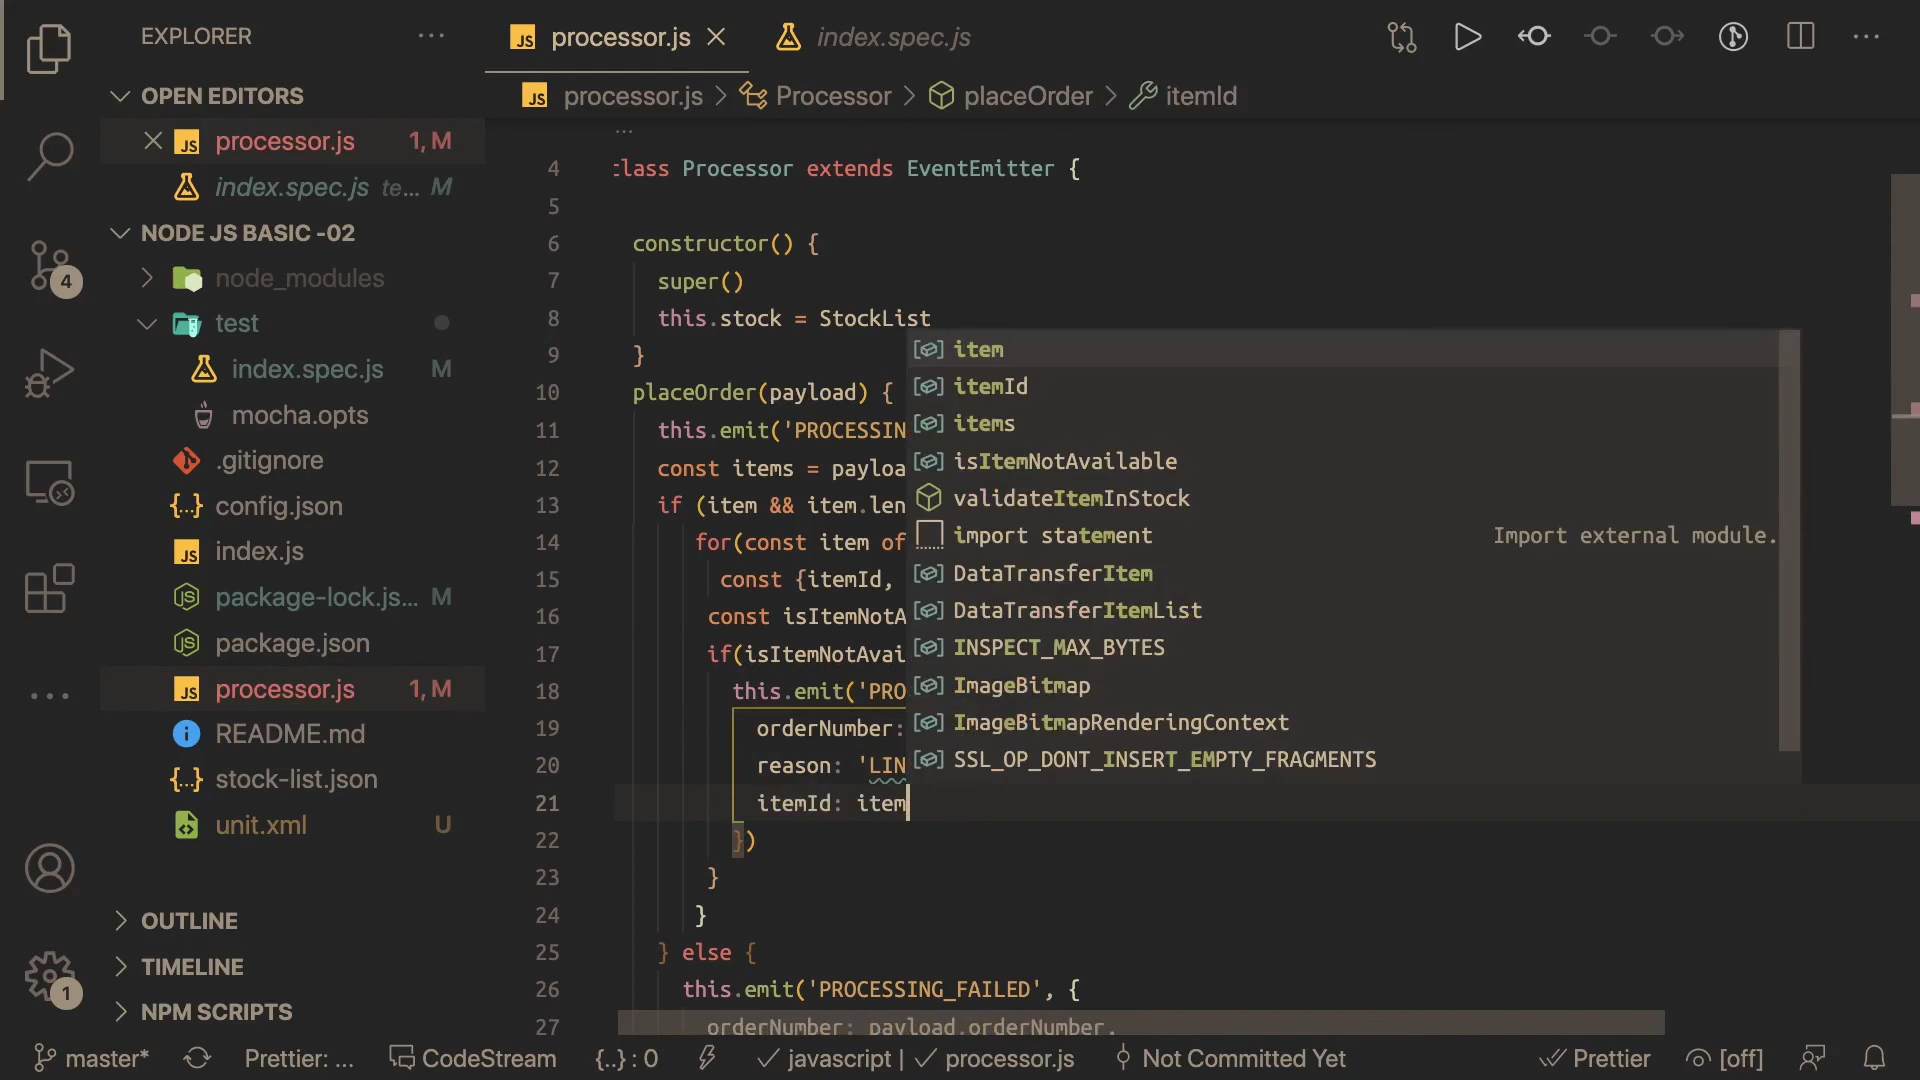 EXPLORER
processor.js
index.spec.js
processor.js > Processor > placeOrder > itemId
OPEN EDITORS
processor.js 1, M
index.spec.js te... M
NODE JS BASIC -02
node_modules
test
index.spec.js M
mocha.opts
.gitignore
config.json
index.js
package-lock.js... M
package.json
processor.js 1, M
README.md
stock-list.json
unit.xml U
OUTLINE
TIMELINE
NPM SCRIPTS
4
1
...
4 class Processor extends EventEmitter {
5
6 constructor() {
7 super()
8 this.stock = StockList
9 }
10 placeOrder(payload) {
11 this.emit('PROCESSIN
12 const items = payloa
13 if (item && item.len
14 for(const item of
15 const {itemId,
16 const isItemNotA
17 if(isItemNotAvai
18 this.emit('PRO
19 orderNumber:
20 reason: 'LIN
21 itemId: item
22 })
23 }
24 }
25 } else {
26 this.emit('PROCESSING_FAILED', {
27 orderNumber: payload.orderNumber,
item
itemId
items
isItemNotAvailable
validateItemInStock
import statement Import external module.
DataTransferItem
DataTransferItemList
INSPECT_MAX_BYTES
ImageBitmap
ImageBitmapRenderingContext
SSL_OP_DONT_INSERT_EMPTY_FRAGMENTS
master* Prettier: ... CodeStream {..} : 0 javascript | processor.js Not Committed Yet Prettier [off]